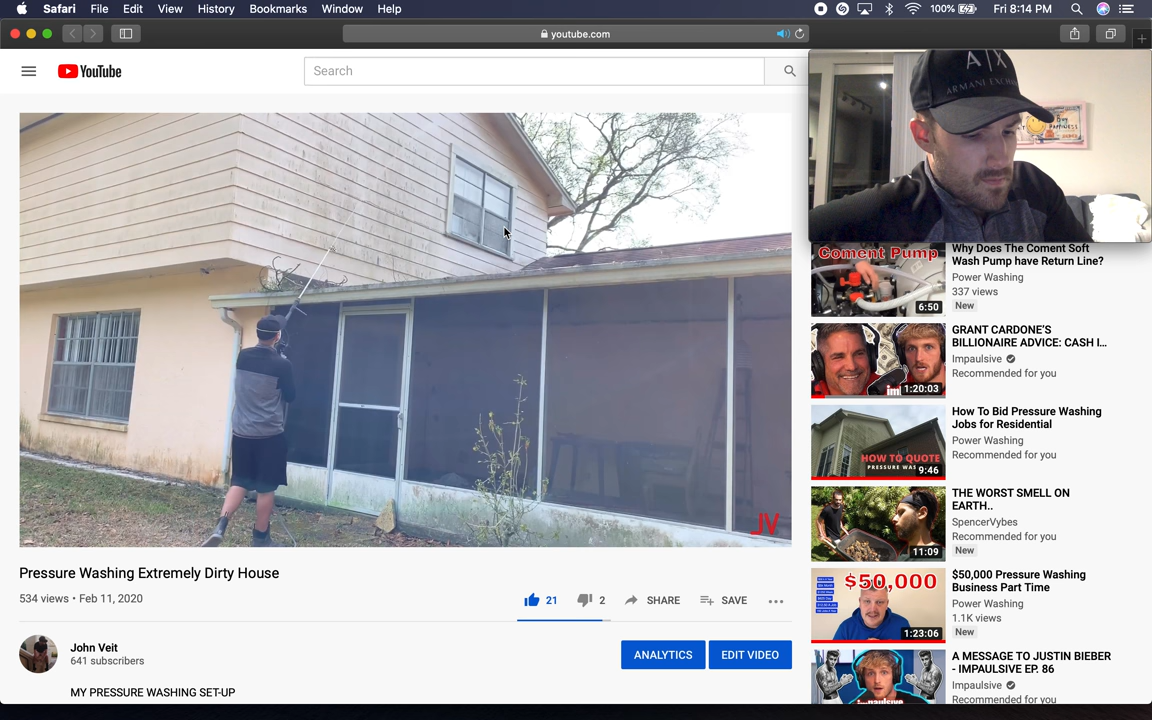 Safari File Edit View History Bookmarks Window Help 100% Fri 8:14 PM
youtube.com
YouTube
Search
A|X
ARMANI EXCHANGE
Buy
HAPPINESS
JV
Pressure Washing Extremely Dirty House
534 views • Feb 11, 2020
21 2 SHARE SAVE
John Veit
641 subscribers
ANALYTICS EDIT VIDEO
MY PRESSURE WASHING SET-UP
Coment Pump
6:50
Why Does The Coment Soft
Wash Pump have Return Line?
Power Washing
337 views
New
1:20:03
GRANT CARDONE'S
BILLIONAIRE ADVICE: CASH I...
Impaulsive
Recommended for you
HOW TO QUOTE
9:46
How To Bid Pressure Washing
Jobs for Residential
Power Washing
Recommended for you
11:09
THE WORST SMELL ON
EARTH..
SpencerVybes
Recommended for you
New
$50,000
1:23:06
$50,000 Pressure Washing
Business Part Time
Power Washing
1.1K views
New
A MESSAGE TO JUSTIN BIEBER
- IMPAULSIVE EP. 86
Impaulsive
Recommended for you